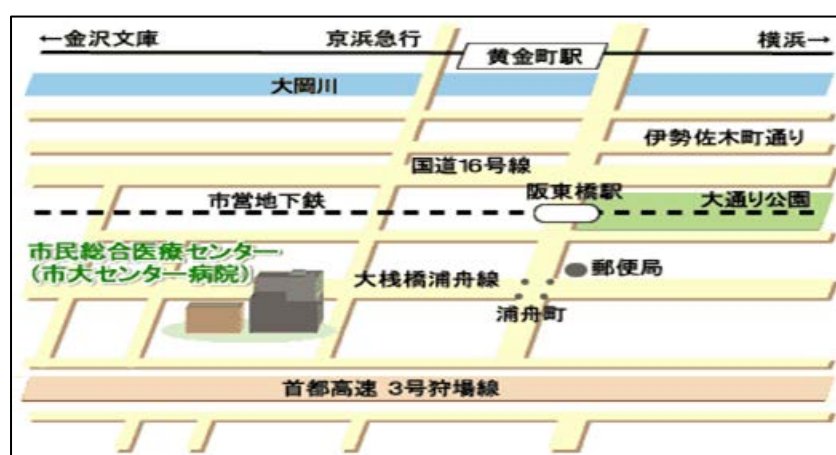 ←金沢文庫
京浜急行
横浜→
黄金町駅
大岡川
伊勢佐木町通り
国道16号線
阪東橋駅
市営地下鉄
大通り公園
市民総合医療センター
(市大センター病院)
大桟橋浦舟線
郵便局
浦舟町
首都高速 3号狩場線